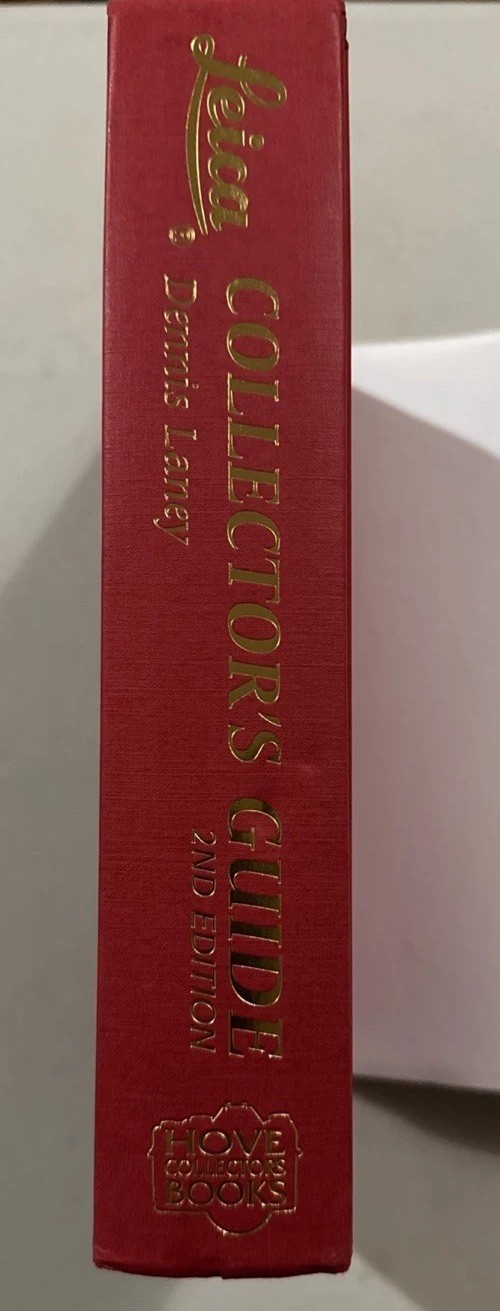 Leica®
COLLECTOR'S GUIDE
Dennis Laney
2ND EDITION
HOVE
COLLECTORS
BOOKS